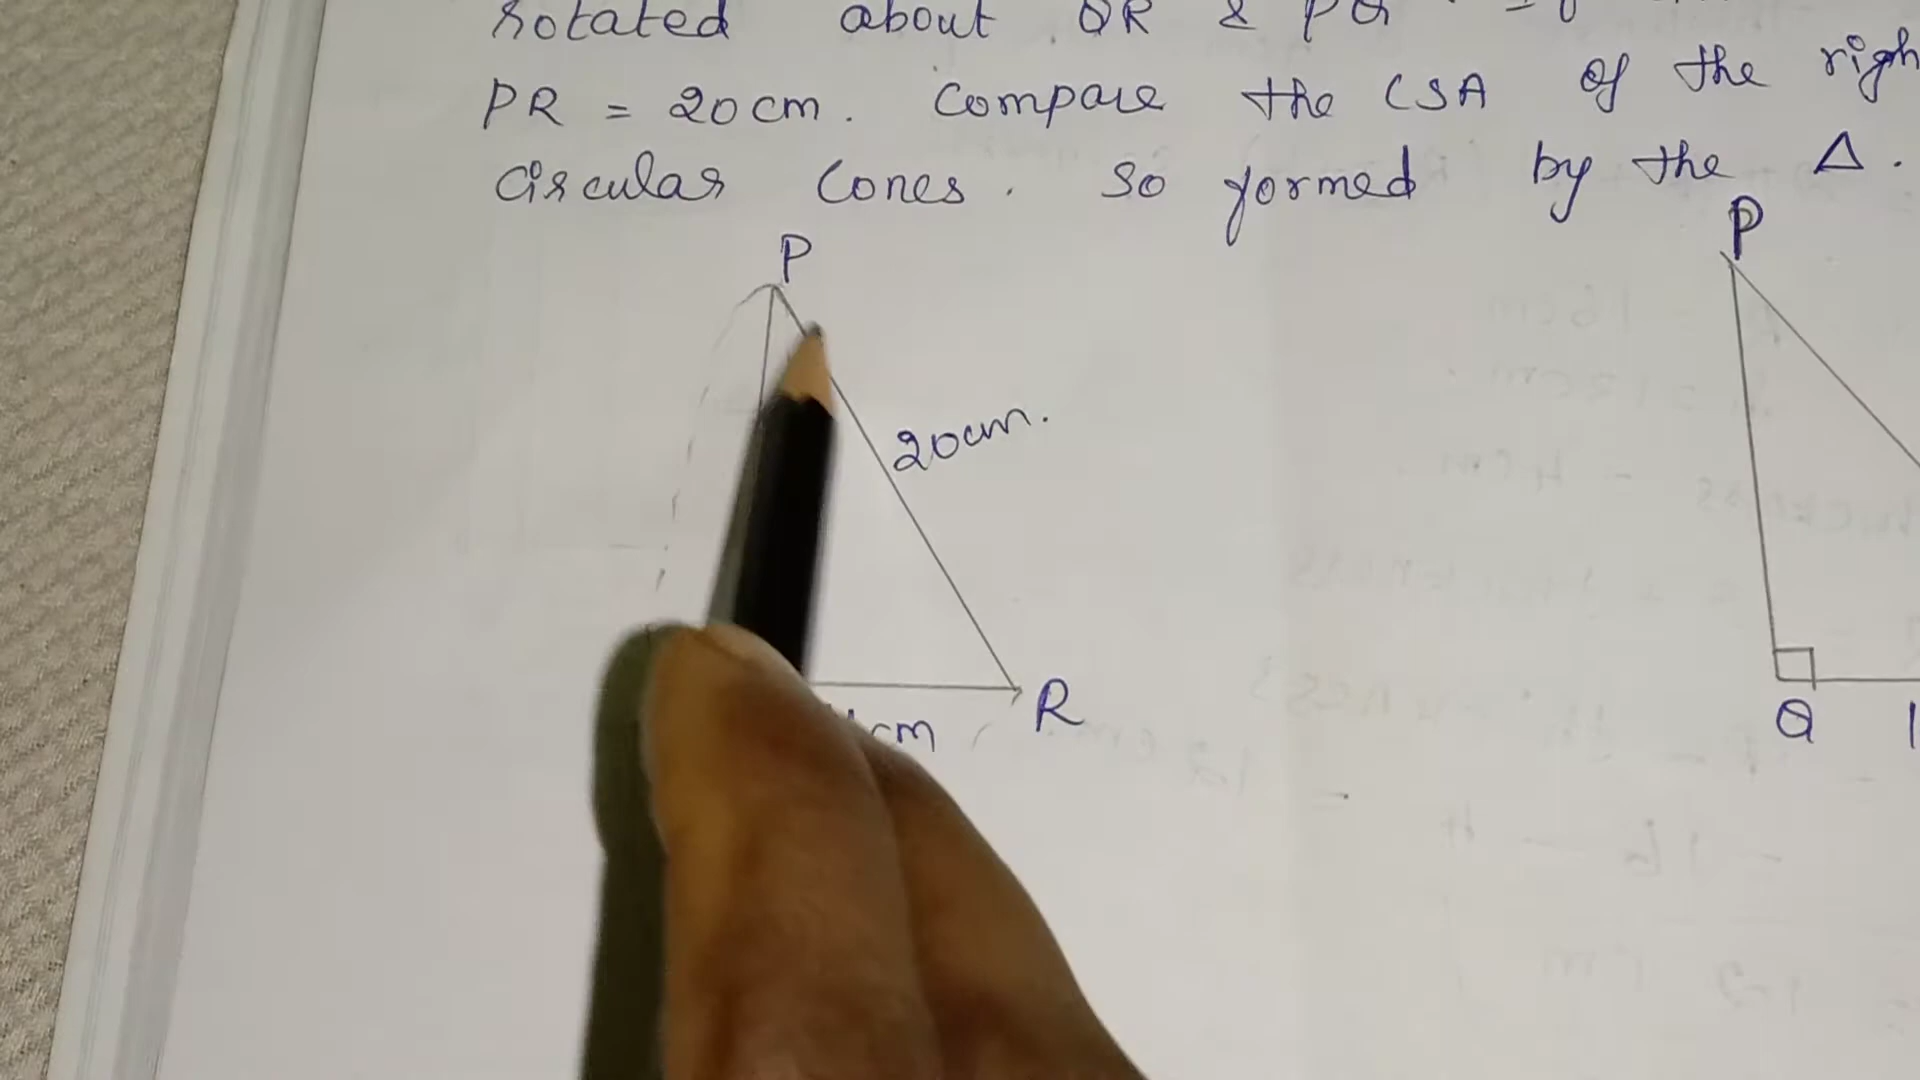 rotated about QR & PQ
PR = 20cm. Compare the CSA of the righ
circular Cones. So formed by the Δ.
P
P
20cm.
cm
R
Q